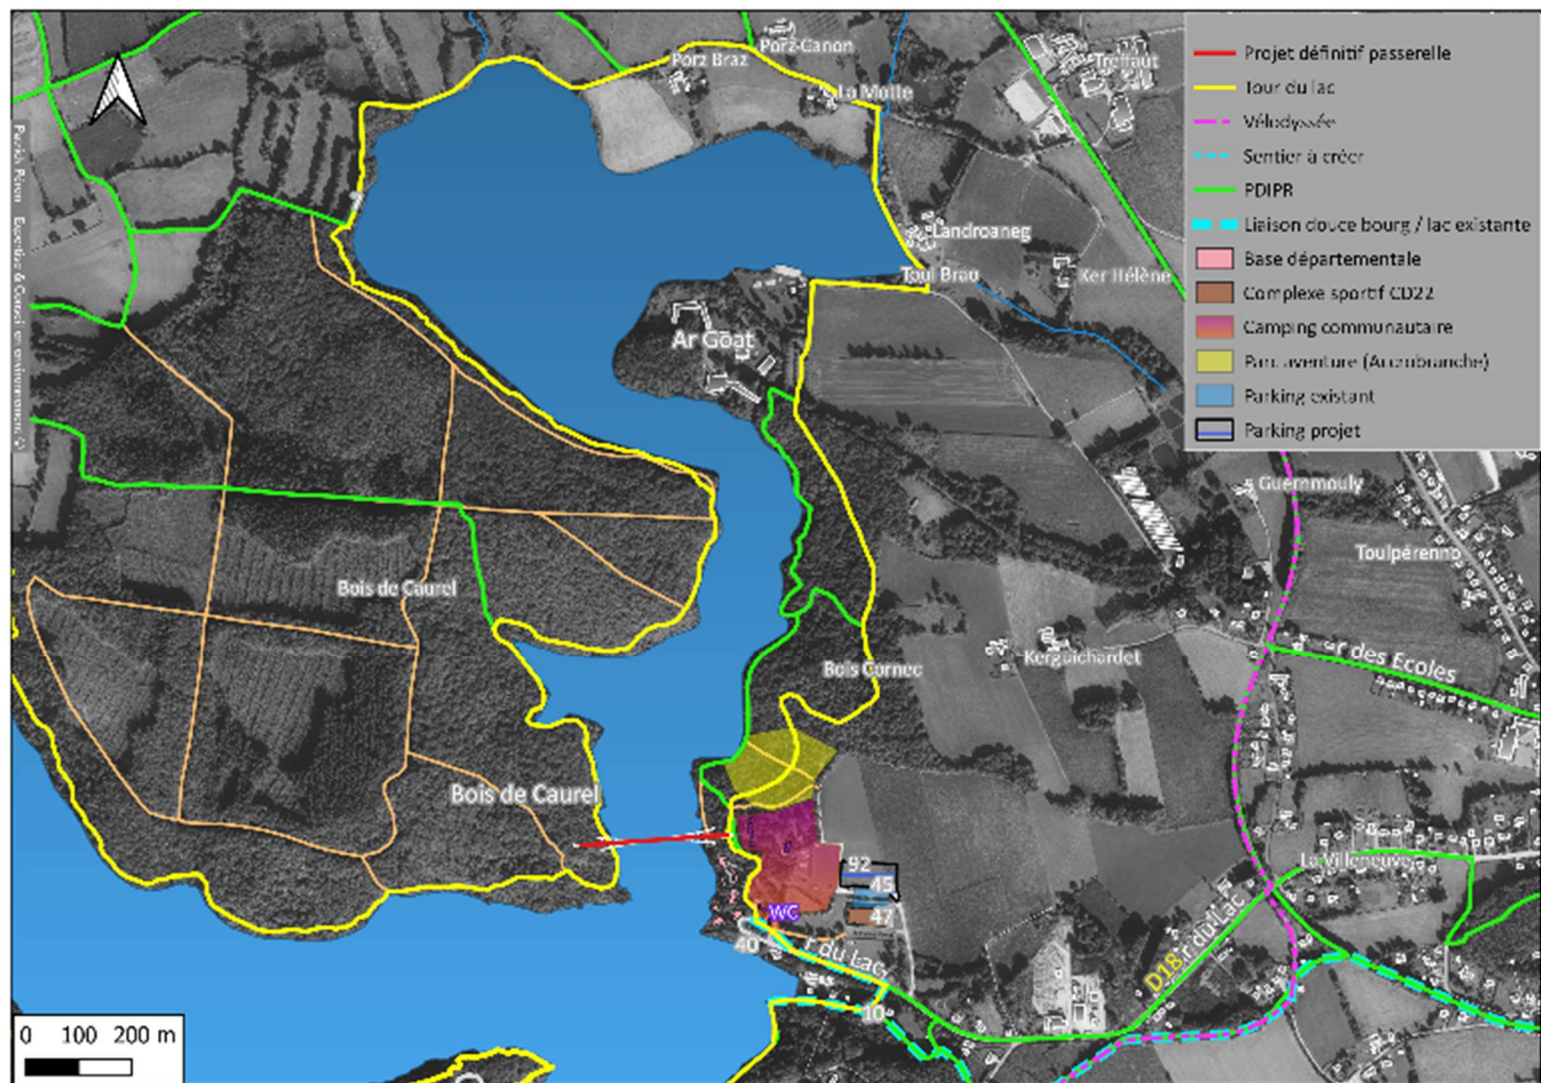 Projet définitif passerelle
Tour du lac
Vélodyssée
Sentier à créer
PDIPR
Liaison douce bourg / lac existante
Base départementale
Complexe sportif CD22
Camping communautaire
Parc aventure (Accrobranche)
Parking existant
Parking projet
Porz-Canon
Porz Braz
Treffaut
La Motte
Landroaneg
Toul Brau
Ker Hélène
Ar Goat
Guernmouly
Toulpérenno
Bois de Caurel
Kerguichardet
r des Ecoles
Bois Cornec
Bois de Caurel
La Villeneuve
92
45
47
WC
40
r du Lac
D18
r du Lac
10
0 100 200 m